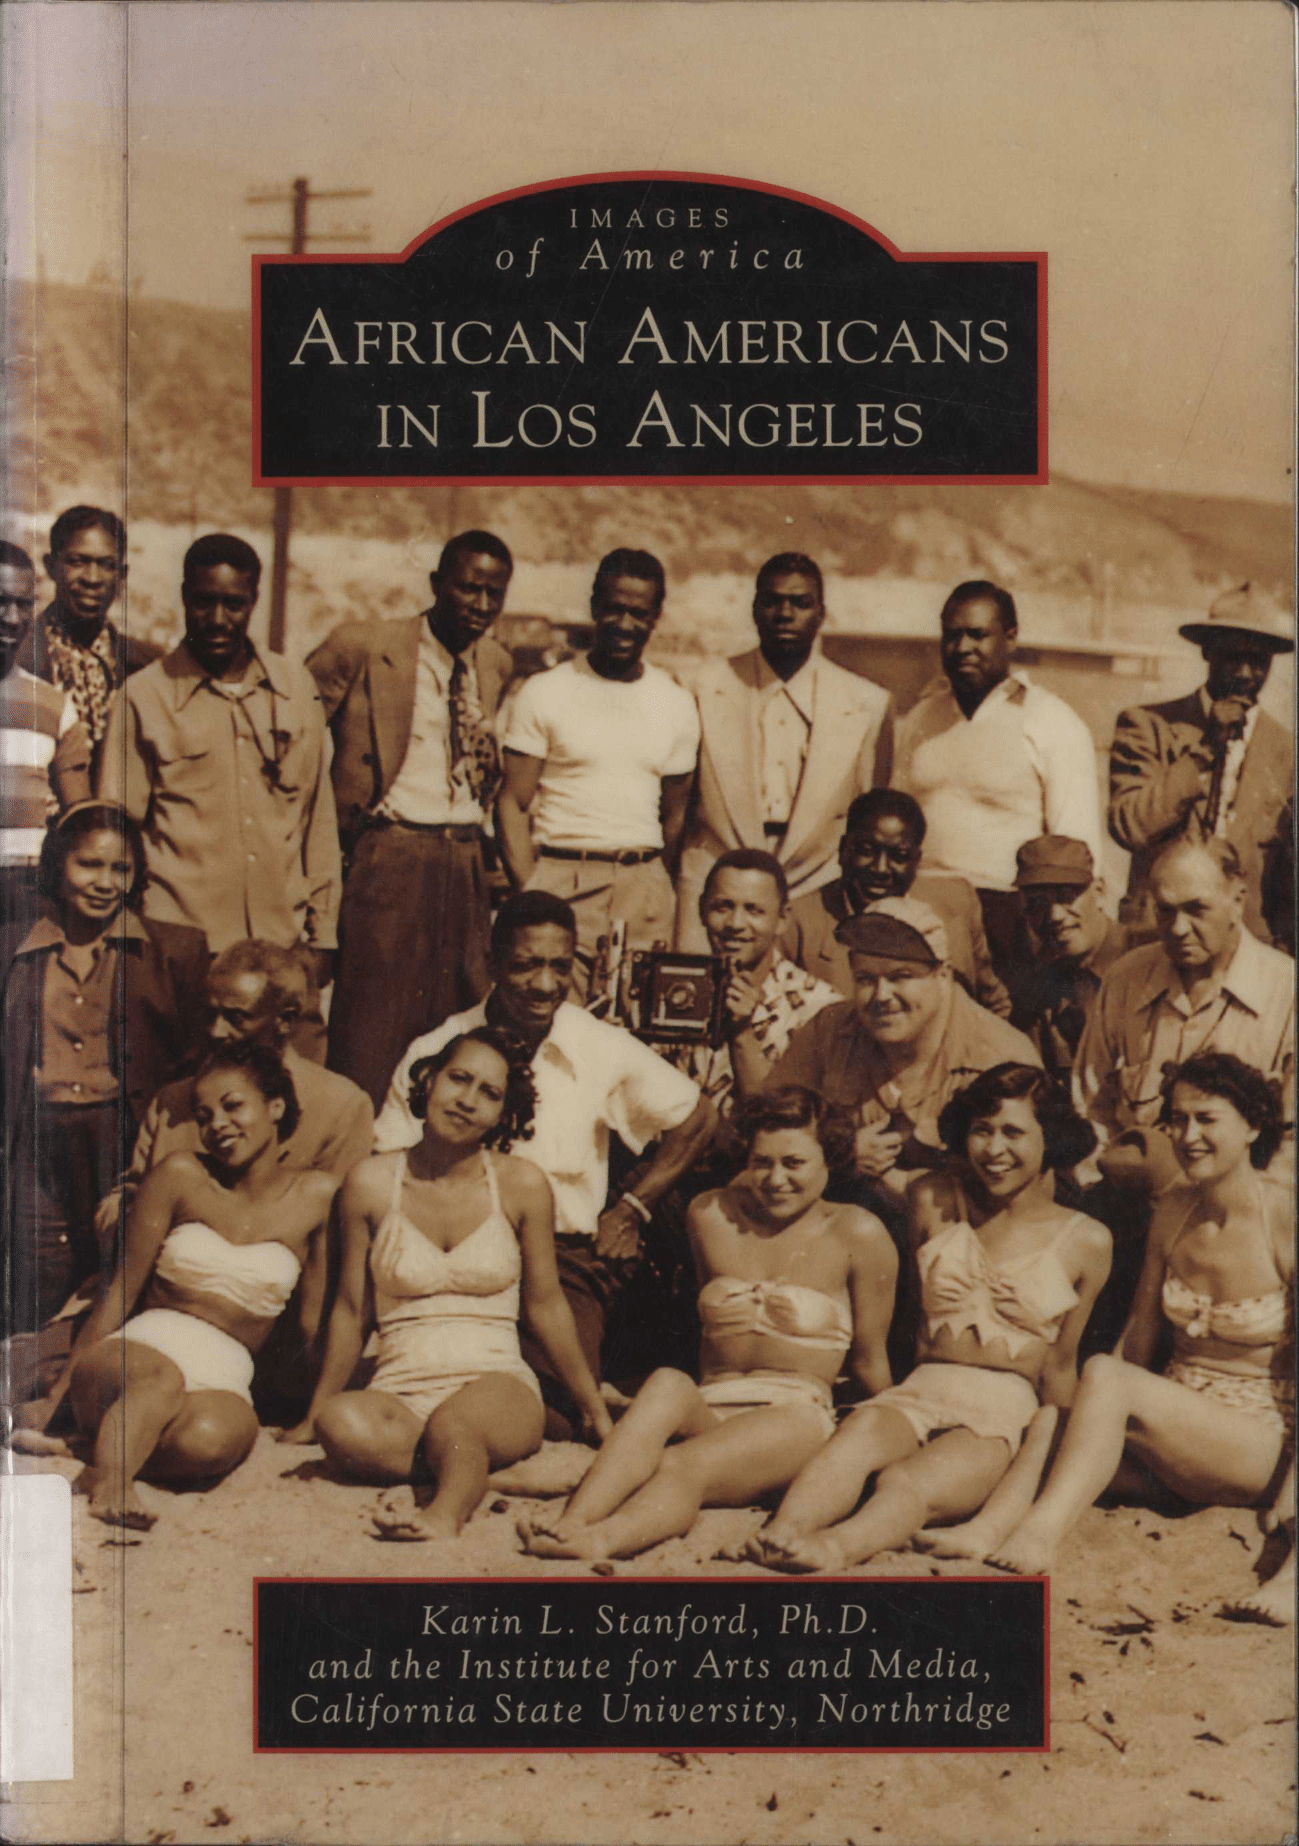 IMAGES
of America
AFRICAN AMERICANS
IN LOS ANGELES
Karin L. Stanford, Ph.D.
and the Institute for Arts and Media,
California State University, Northridge